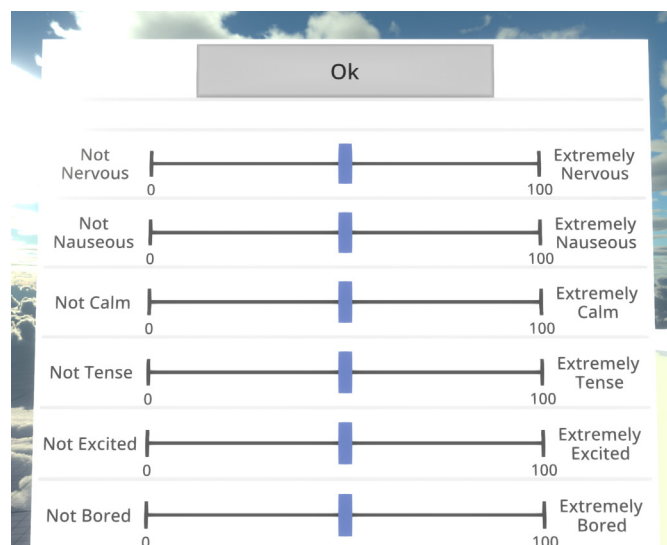 Ok
Not
Nervous
0
100
Extremely
Nervous
Not
Nauseous
0
100
Extremely
Nauseous
Not Calm
0
100
Extremely
Calm
Not Tense
0
100
Extremely
Tense
Not Excited
0
100
Extremely
Excited
Not Bored
0
100
Extremely
Bored